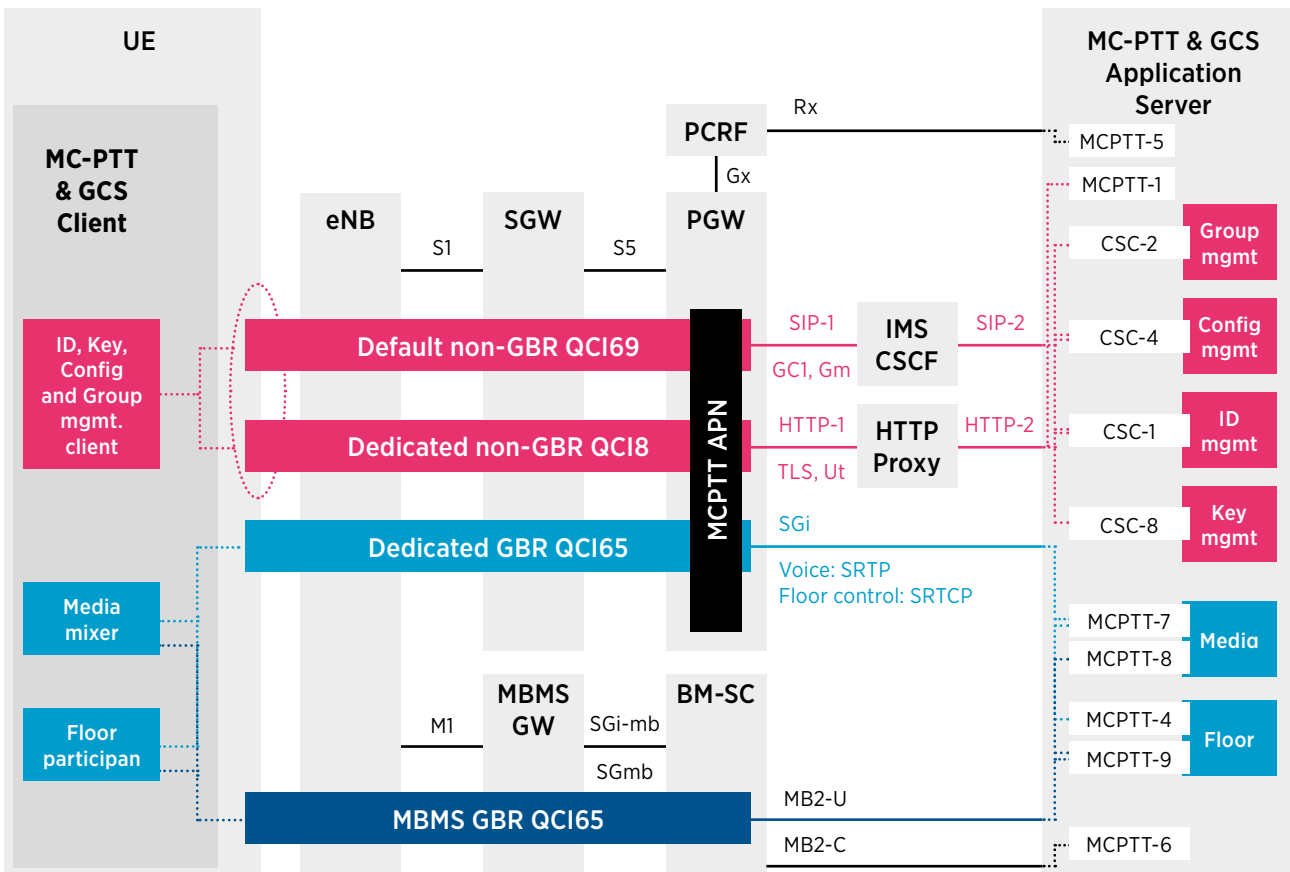 UE
MC-PTT & GCS
Application
Server
MC-PTT
& GCS
Client
PCRF
Rx
MCPTT-5
Gx
MCPTT-1
eNB
SGW
PGW
S1
S5
CSC-2
Group
mgmt
ID, Key,
Config
and Group
mgmt.
client
Default non-GBR QCI69
SIP-1
GC1, Gm
IMS
CSCF
SIP-2
CSC-4
Config
mgmt
Dedicated non-GBR QCI8
MCPTT APN
HTTP-1
TLS, Ut
HTTP
Proxy
HTTP-2
CSC-1
ID
mgmt
Dedicated GBR QCI65
SGi
Voice: SRTP
Floor control: SRTCP
CSC-8
Key
mgmt
Media
mixer
MCPTT-7
MCPTT-8
Media
Floor
participan
MBMS
GW
BM-SC
M1
SGi-mb
SGmb
MCPTT-4
MCPTT-9
Floor
MBMS GBR QCI65
MB2-U
MB2-C
MCPTT-6